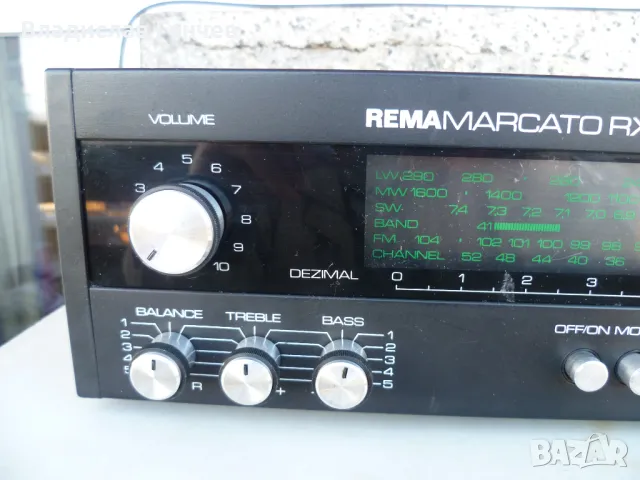 Владислав
VOLUME
REMAMARCATO RX
3 4 5 6 7 8 9 10
LW 290 280
MW 1600 1400 1200
SW 7.4 7.3 7.2 7.1 7.0
BAND 41
FM 104 102 101 100 99
CHANNEL 52 48 44 40 36
DEZIMAL 0 1 2 3
BALANCE TREBLE BASS
1 1
2 2
3 3
4 4
5 5
R + -
OFF/ON MO
BAZAR